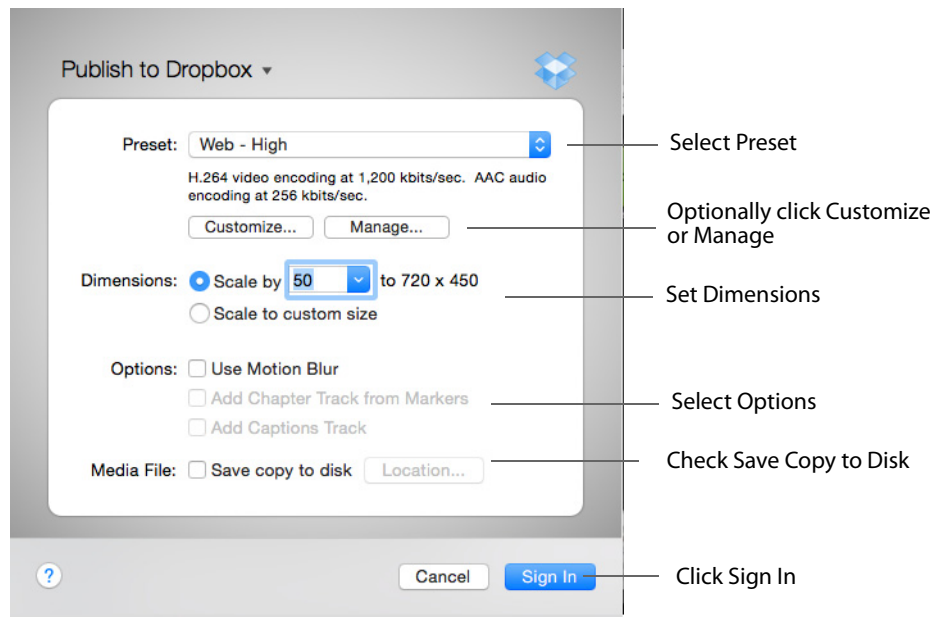 Publish to Dropbox
Preset: Web - High
Select Preset
H.264 video encoding at 1,200 kbits/sec. AAC audio
encoding at 256 kbits/sec.
Customize... Manage...
Optionally click Customize
or Manage
Dimensions: Scale by 50 to 720 x 450
Set Dimensions
Scale to custom size
Options: Use Motion Blur
Add Chapter Track from Markers
Select Options
Add Captions Track
Media File: Save copy to disk Location...
Check Save Copy to Disk
? Cancel Sign In
Click Sign In